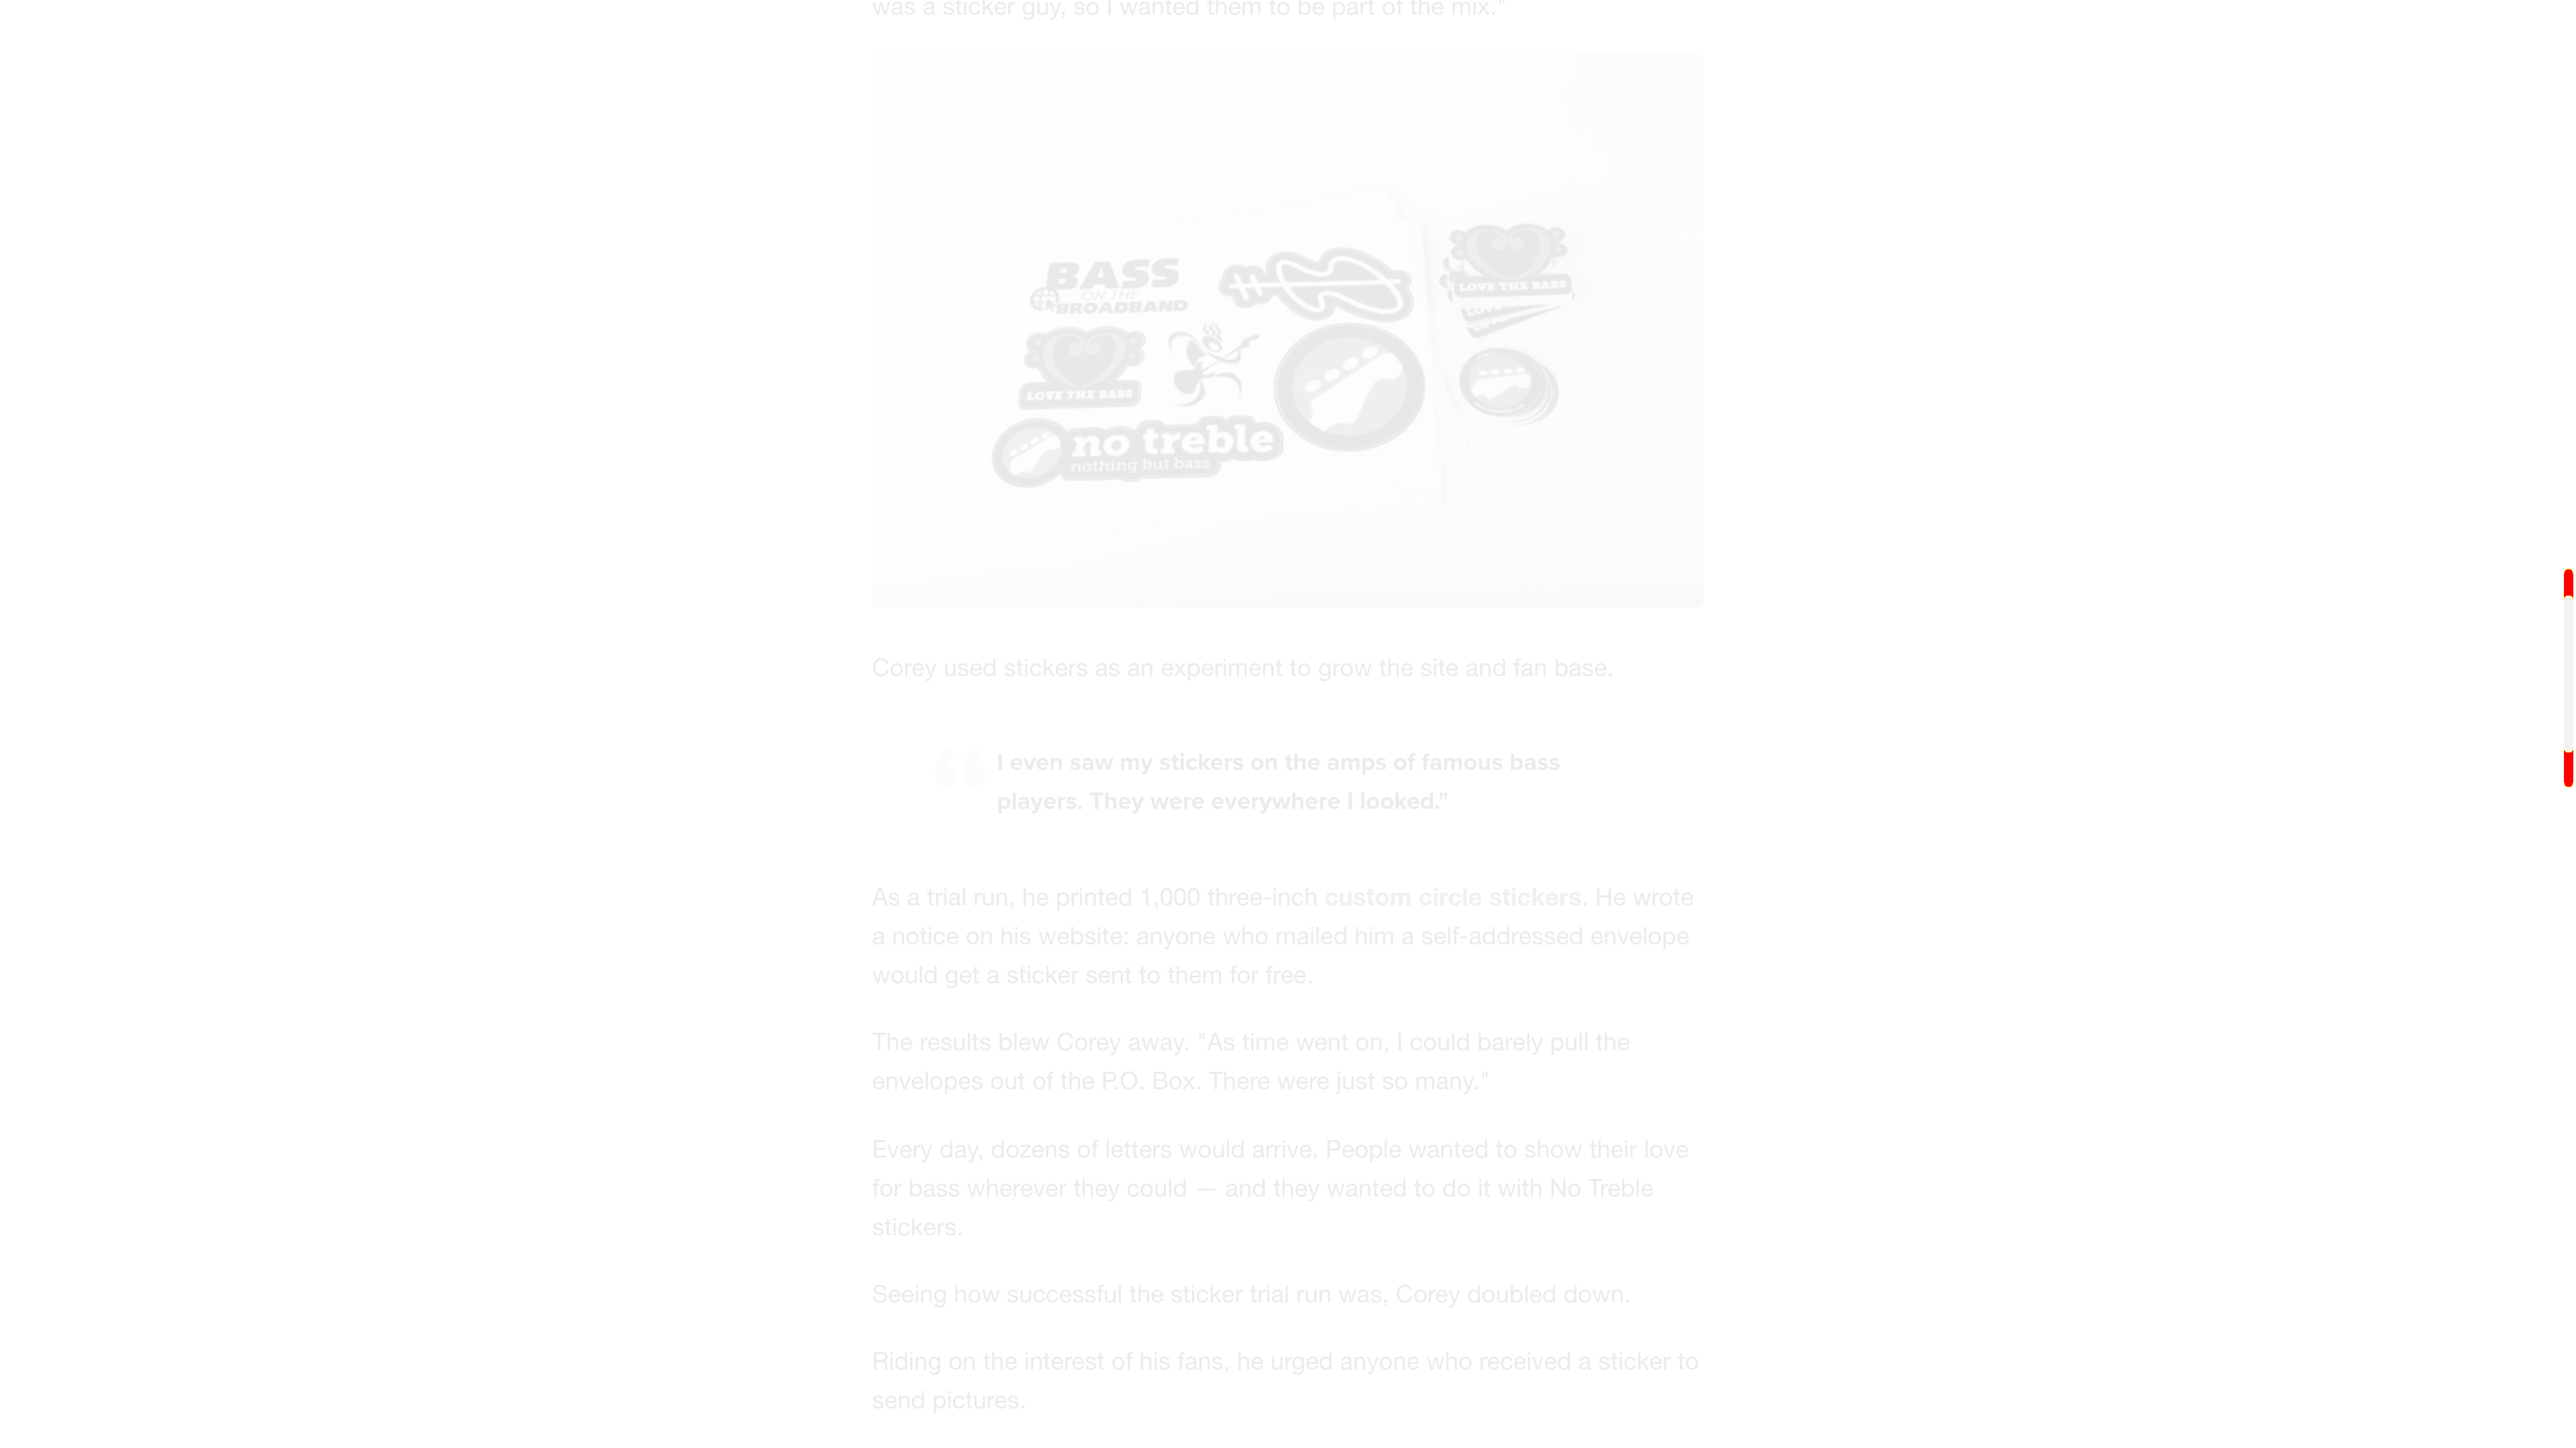 was a sticker guy, so I wanted them to be part of the mix."
BASS
ON THE
BROADBAND
LOVE THE BASS
LOVE THE BASS
no treble
nothing but bass
Corey used stickers as an experiment to grow the site and fan base.
I even saw my stickers on the amps of famous bass
players. They were everywhere I looked."
As a trial run, he printed 1,000 three-inch custom circle stickers. He wrote
a notice on his website: anyone who mailed him a self-addressed envelope
would get a sticker sent to them for free.
The results blew Corey away. "As time went on, I could barely pull the
envelopes out of the P.O. Box. There were just so many."
Every day, dozens of letters would arrive. People wanted to show their love
for bass wherever they could — and they wanted to do it with No Treble
stickers.
Seeing how successful the sticker trial run was, Corey doubled down.
Riding on the interest of his fans, he urged anyone who received a sticker to
send pictures.